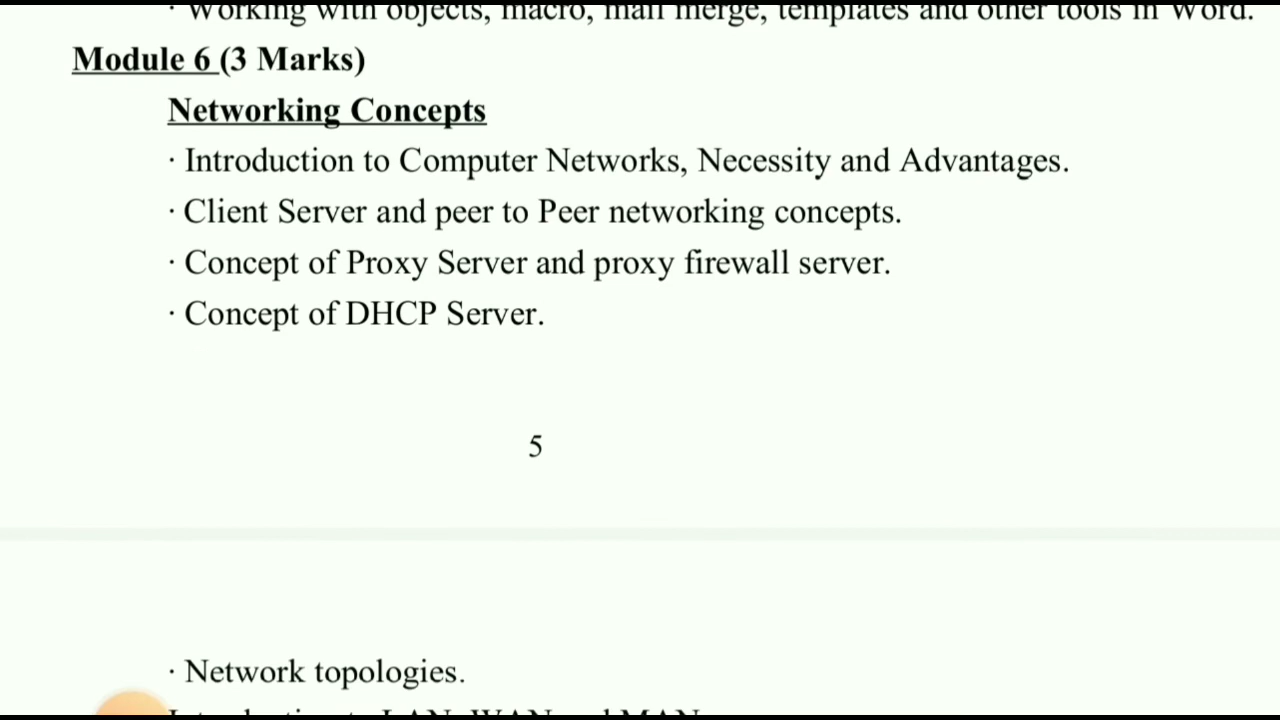 · Working with objects, macro, mail merge, templates and other tools in Word.
Module 6 (3 Marks)
Networking Concepts
· Introduction to Computer Networks, Necessity and Advantages.
· Client Server and peer to Peer networking concepts.
· Concept of Proxy Server and proxy firewall server.
· Concept of DHCP Server.
5
· Network topologies.
Introduction to LAN, WAN and MAN